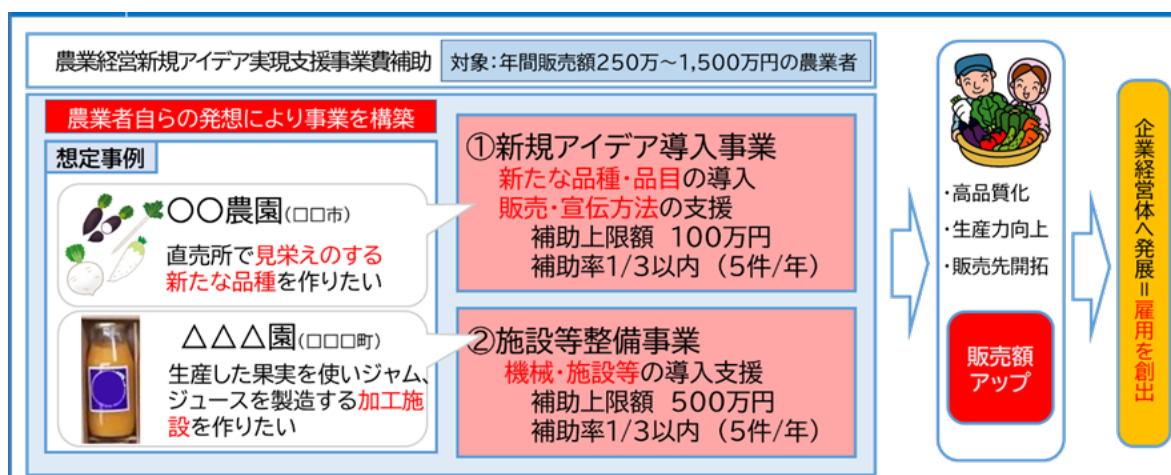 農業経営新規アイデア実現支援事業費補助
対象:年間販売額250万～1,500万円の農業者
農業者自らの発想により事業を構築
想定事例
〇〇農園(□□市)
直売所で見栄えのする
新たな品種を作りたい
△△△園(□□□町)
生産した果実を使いジャム、
ジュースを製造する加工施
設を作りたい
①新規アイデア導入事業
新たな品種・品目の導入
販売・宣伝方法の支援
補助上限額 100万円
補助率1/3以内 (5件/年)
②施設等整備事業
機械・施設等の導入支援
補助上限額 500万円
補助率1/3以内 (5件/年)
・高品質化
・生産力向上
・販売先開拓
販売額
アップ
企業経営体へ発展=雇用を創出